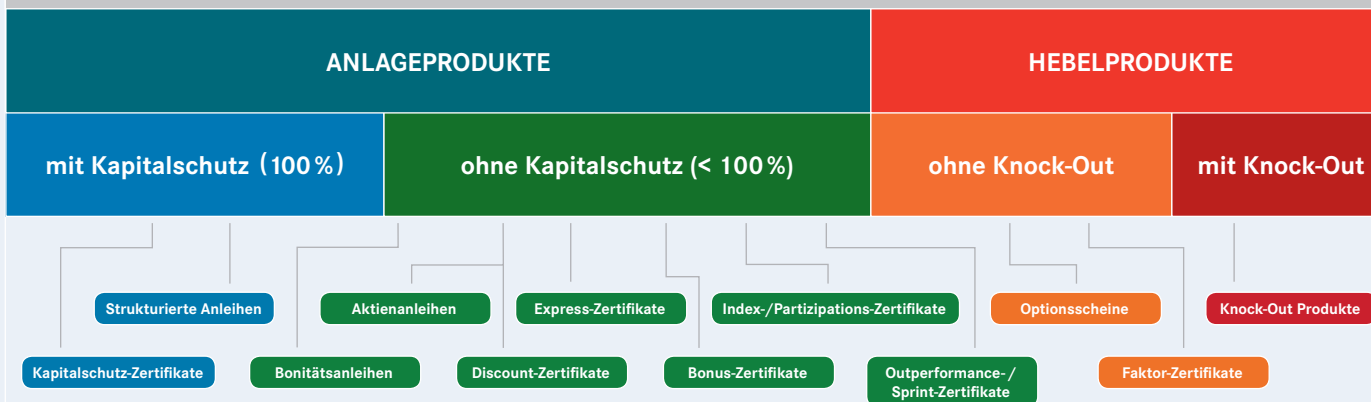 ANLAGEPRODUKTE
HEBELPRODUKTE
mit Kapitalschutz (100 %)
ohne Kapitalschutz (< 100 %)
ohne Knock-Out
mit Knock-Out
Strukturierte Anleihen
Aktienanleihen
Express-Zertifikate
Index-/Partizipations-Zertifikate
Optionsscheine
Knock-Out Produkte
Kapitalschutz-Zertifikate
Bonitätsanleihen
Discount-Zertifikate
Bonus-Zertifikate
Outperformance-/
Sprint-Zertifikate
Faktor-Zertifikate